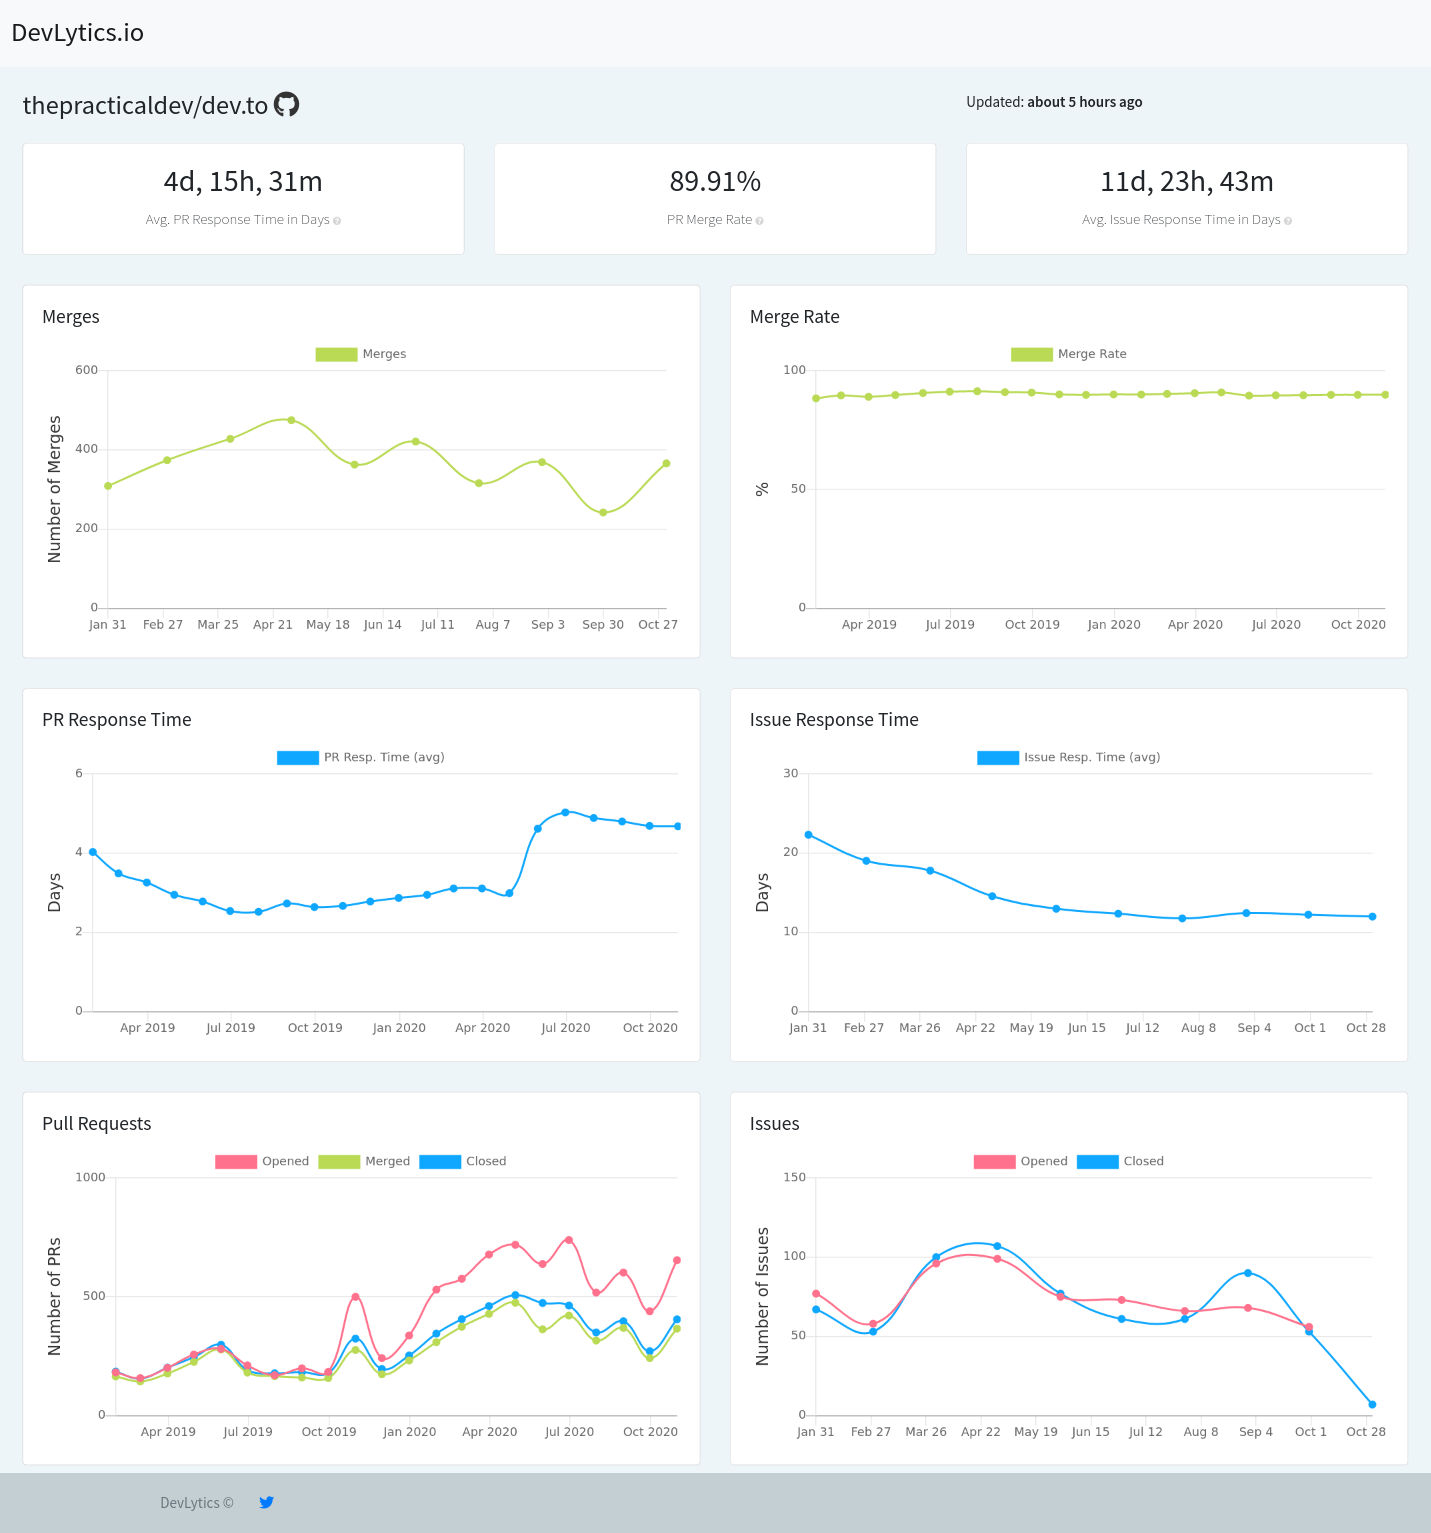 DevLytics.io
thepracticaldev/dev.to
Updated: about 5 hours ago
4d, 15h, 31m
Avg. PR Response Time in Days ?
89.91%
PR Merge Rate ?
11d, 23h, 43m
Avg. Issue Response Time in Days ?
Merges
Merges
Number of Merges
600
400
200
0
Jan 31 Feb 27 Mar 25 Apr 21 May 18 Jun 14 Jul 11 Aug 7 Sep 3 Sep 30 Oct 27
Merge Rate
Merge Rate
%
100
50
0
Apr 2019 Jul 2019 Oct 2019 Jan 2020 Apr 2020 Jul 2020 Oct 2020
PR Response Time
PR Resp. Time (avg)
Days
6
4
2
0
Apr 2019 Jul 2019 Oct 2019 Jan 2020 Apr 2020 Jul 2020 Oct 2020
Issue Response Time
Issue Resp. Time (avg)
Days
30
20
10
0
Jan 31 Feb 27 Mar 26 Apr 22 May 19 Jun 15 Jul 12 Aug 8 Sep 4 Oct 1 Oct 28
Pull Requests
Opened Merged Closed
Number of PRs
1000
500
0
Apr 2019 Jul 2019 Oct 2019 Jan 2020 Apr 2020 Jul 2020 Oct 2020
Issues
Opened Closed
Number of Issues
150
100
50
0
Jan 31 Feb 27 Mar 26 Apr 22 May 19 Jun 15 Jul 12 Aug 8 Sep 4 Oct 1 Oct 28
DevLytics ©